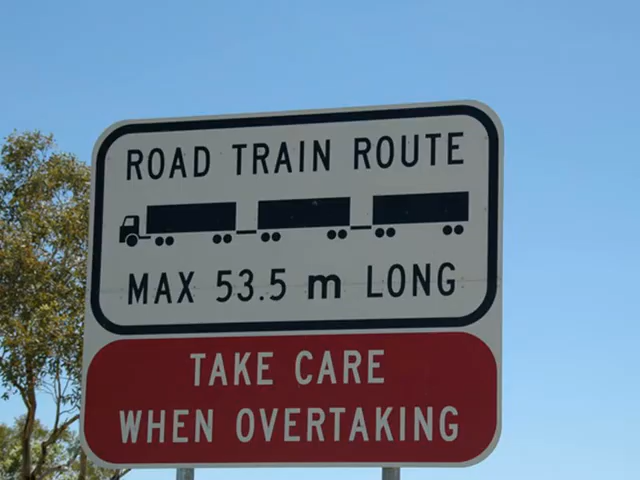 ROAD TRAIN ROUTE
MAX 53.5 m LONG
TAKE CARE
WHEN OVERTAKING